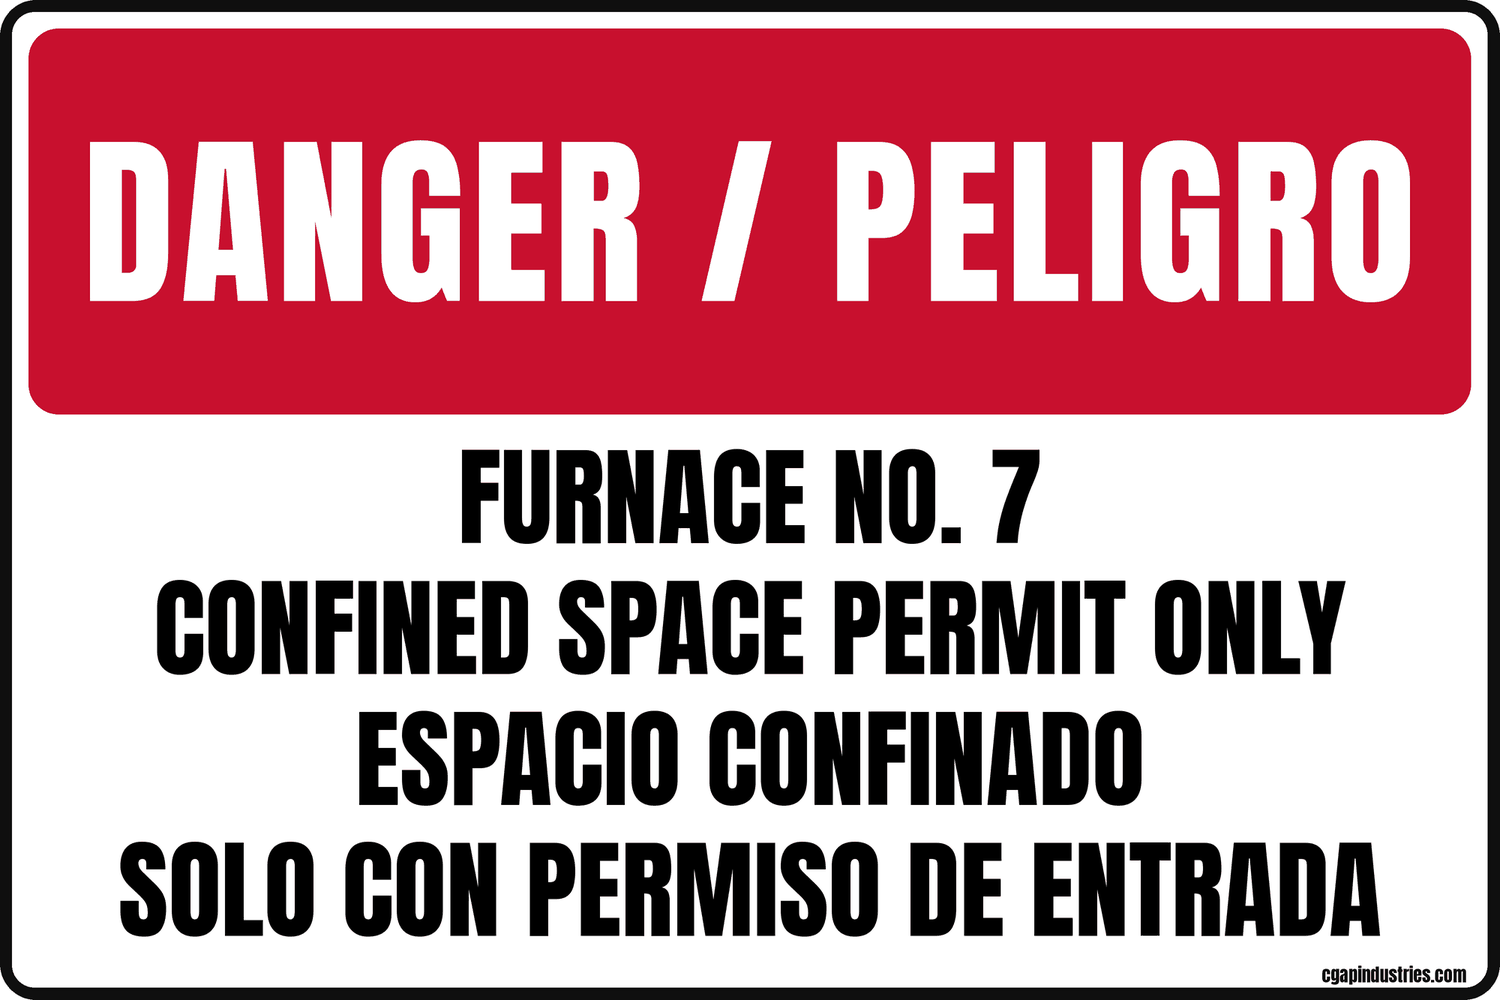 DANGER / PELIGRO
FURNACE NO. 7
CONFINED SPACE PERMIT ONLY
ESPACIO CONFINADO
SOLO CON PERMISO DE ENTRADA
cgapindustries.com